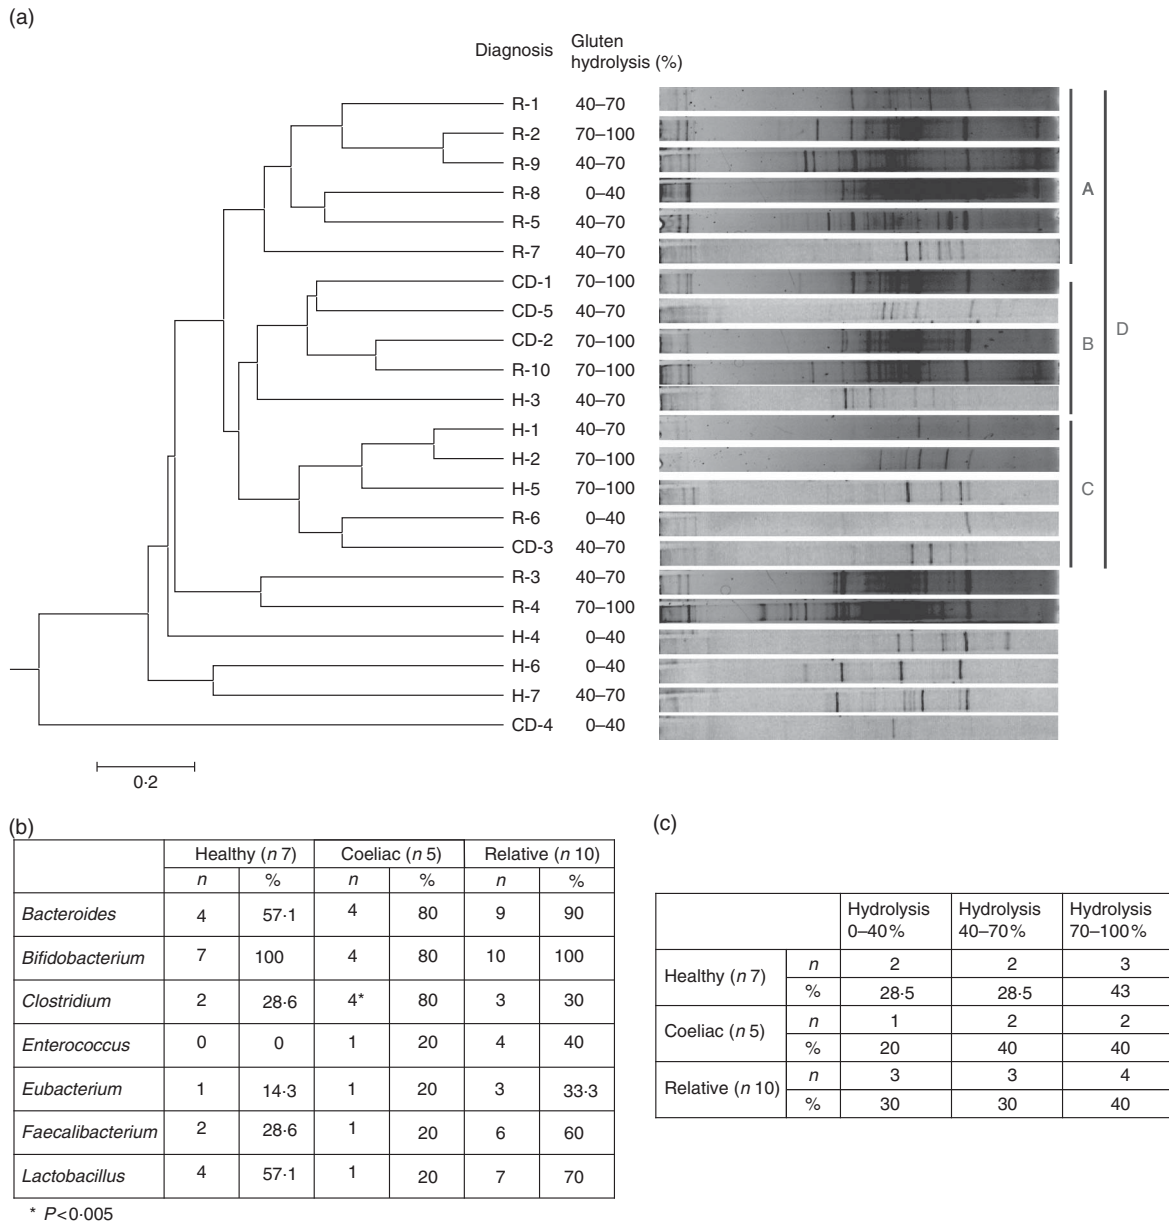 (a)
Diagnosis Gluten
hydrolysis (%)
R-1 40–70
R-2 70–100
R-9 40–70
R-8 0–40
R-5 40–70
R-7 40–70
CD-1 70–100
CD-5 40–70
CD-2 70–100
R-10 70–100
H-3 40–70
H-1 40–70
H-2 70–100
H-5 70–100
R-6 0–40
CD-3 40–70
R-3 40–70
R-4 70–100
H-4 0–40
H-6 0–40
H-7 40–70
CD-4 0–40
A
B
C
D
0·2
(b)
Healthy (n 7) Coeliac (n 5) Relative (n 10)
n % n % n %
Bacteroides 4 57·1 4 80 9 90
Bifidobacterium 7 100 4 80 10 100
Clostridium 2 28·6 4* 80 3 30
Enterococcus 0 0 1 20 4 40
Eubacterium 1 14·3 1 20 3 33·3
Faecalibacterium 2 28·6 1 20 6 60
Lactobacillus 4 57·1 1 20 7 70
* P<0·005
(c)
Hydrolysis Hydrolysis Hydrolysis
0–40% 40–70% 70–100%
Healthy (n 7) n 2 2 3
% 28·5 28·5 43
Coeliac (n 5) n 1 2 2
% 20 40 40
Relative (n 10) n 3 3 4
% 30 30 40